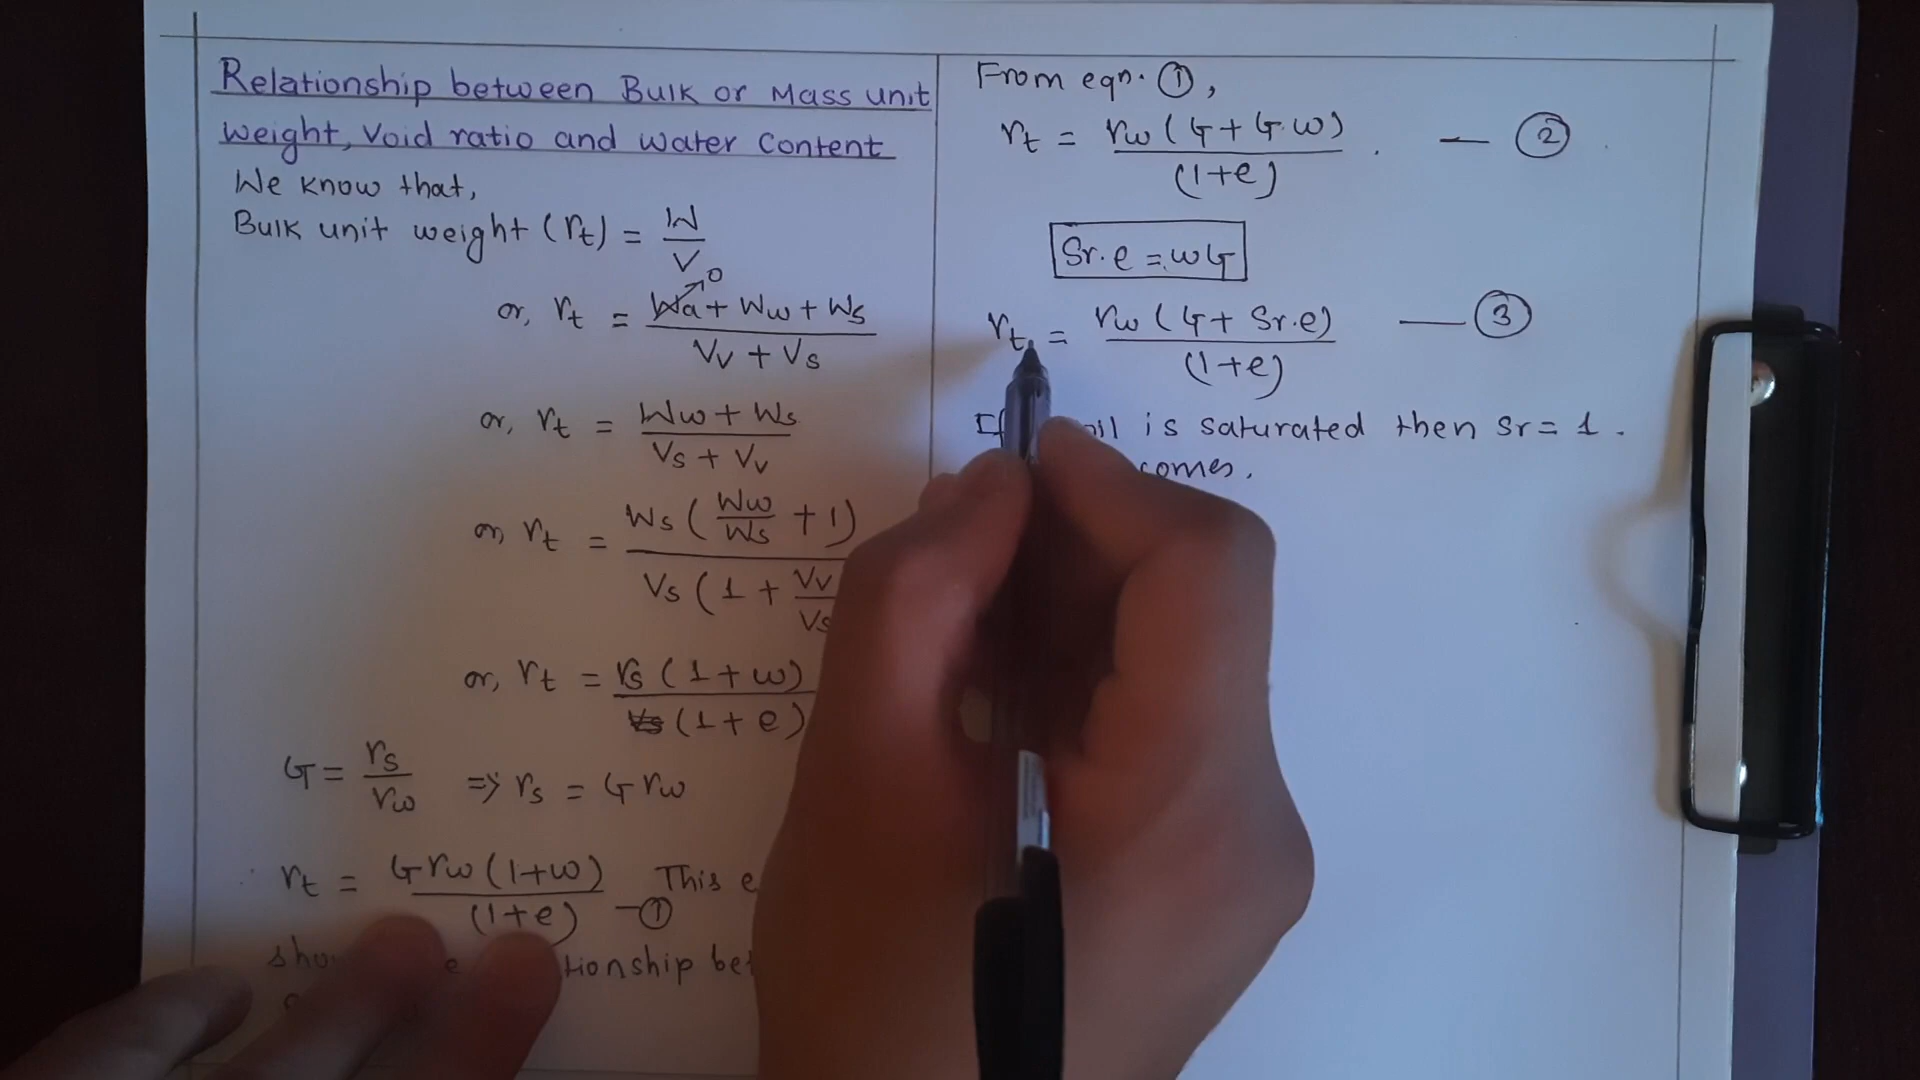 Relationship between Bulk or Mass unit
weight, Void ratio and water Content
We know that,
Bulk unit weight (γt) = W/V
or, γt = (Wa→0 + Ww + Ws)/(Vv + Vs)
or, γt = (Ww + Ws)/(Vs + Vv)
or, γt = Ws(Ww/Ws + 1)/Vs(1 + Vv/Vs
or, γt = γs(1 + w)/(1 + e)
G = γs/γw => γs = Gγw
∴ γt = Gγw(1+w)/(1+e) — ① This
tionship
From eqn. ①,
γt = γw(G + G.w)/(1+e) — ②
Sr.e = wG
γt = γw(G + Sr.e)/(1+e) — ③
is saturated then Sr = 1.